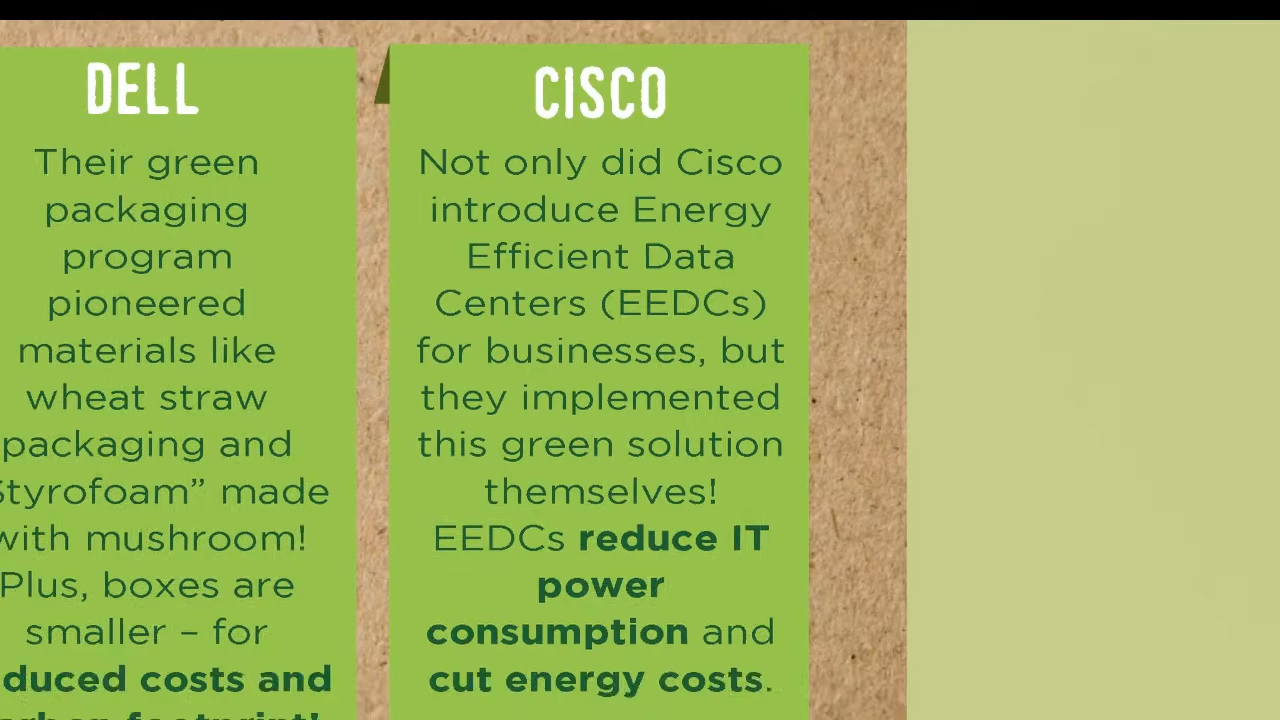 DELL
Their green
packaging
program
pioneered
materials like
wheat straw
packaging and
Styrofoam” made
with mushroom!
Plus, boxes are
smaller – for
duced costs and
footprint!
CISCO
Not only did Cisco
introduce Energy
Efficient Data
Centers (EEDCs)
for businesses, but
they implemented
this green solution
themselves!
EEDCs reduce IT
power
consumption and
cut energy costs.